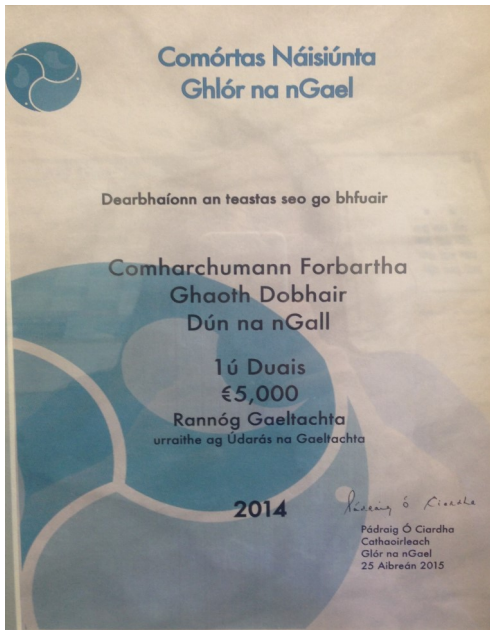 Comórtas Náisiúnta
Ghlór na nGael
Dearbhaíonn an teastas seo go bhfuair
Comharchumann Forbartha
Ghaoth Dobhair
Dún na nGall
1ú Duais
€5,000
Rannóg Gaeltachta
urraithe ag Údarás na Gaeltachta
2014
Pádraig Ó Ciardha
Pádraig Ó Ciardha
Cathaoirleach
Glór na nGael
25 Aibreán 2015